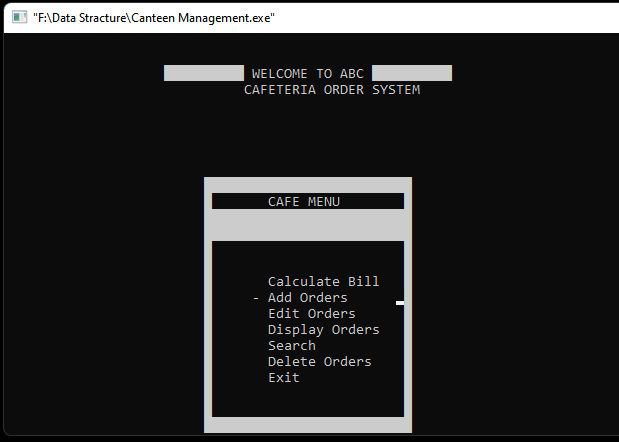 "F:\Data Stracture\Canteen Management.exe"
WELCOME TO ABC
CAFETERIA ORDER SYSTEM
CAFE MENU
Calculate Bill
- Add Orders
Edit Orders
Display Orders
Search
Delete Orders
Exit